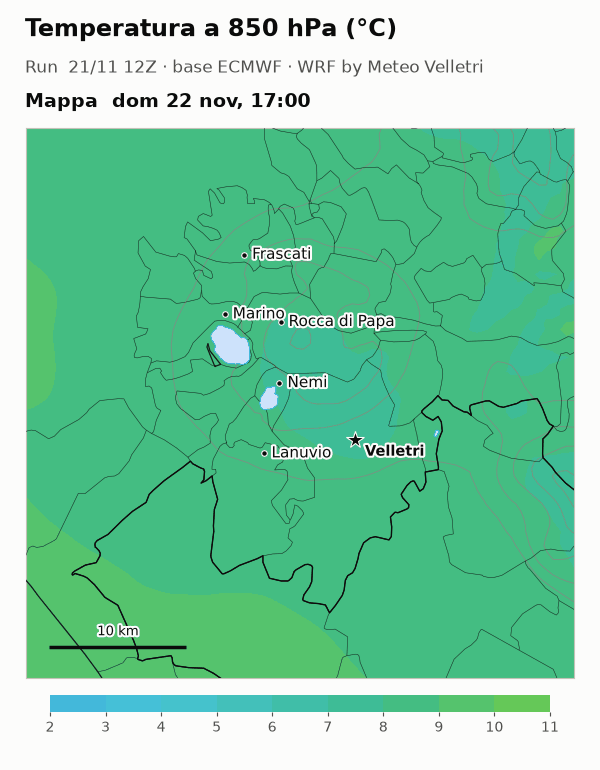 Temperatura a 850 hPa (°C)
Run  21/11 12Z · base ECMWF · WRF by Meteo Velletri
Mappa  dom 22 nov, 17:00
Frascati
Marino
Rocca di Papa
Nemi
Velletri
Lanuvio
10 km
2 3 4 5 6 7 8 9 10 11